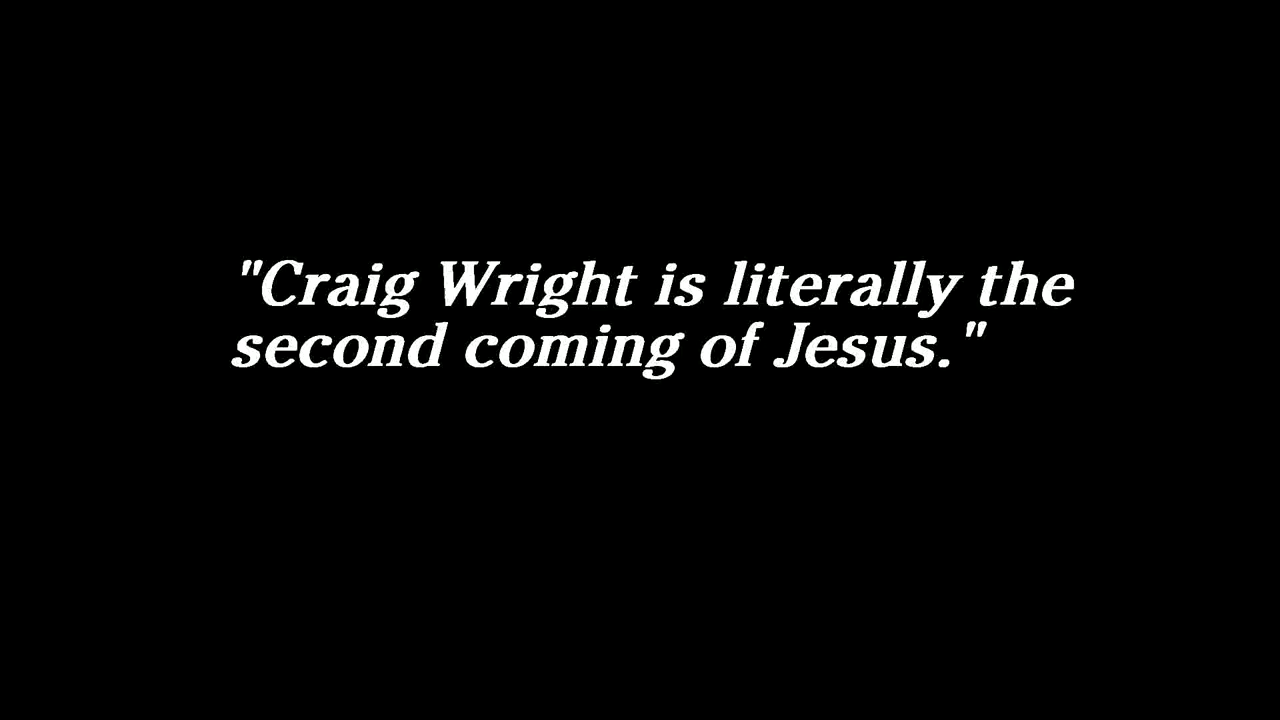 "Craig Wright is literally the
second coming of Jesus."